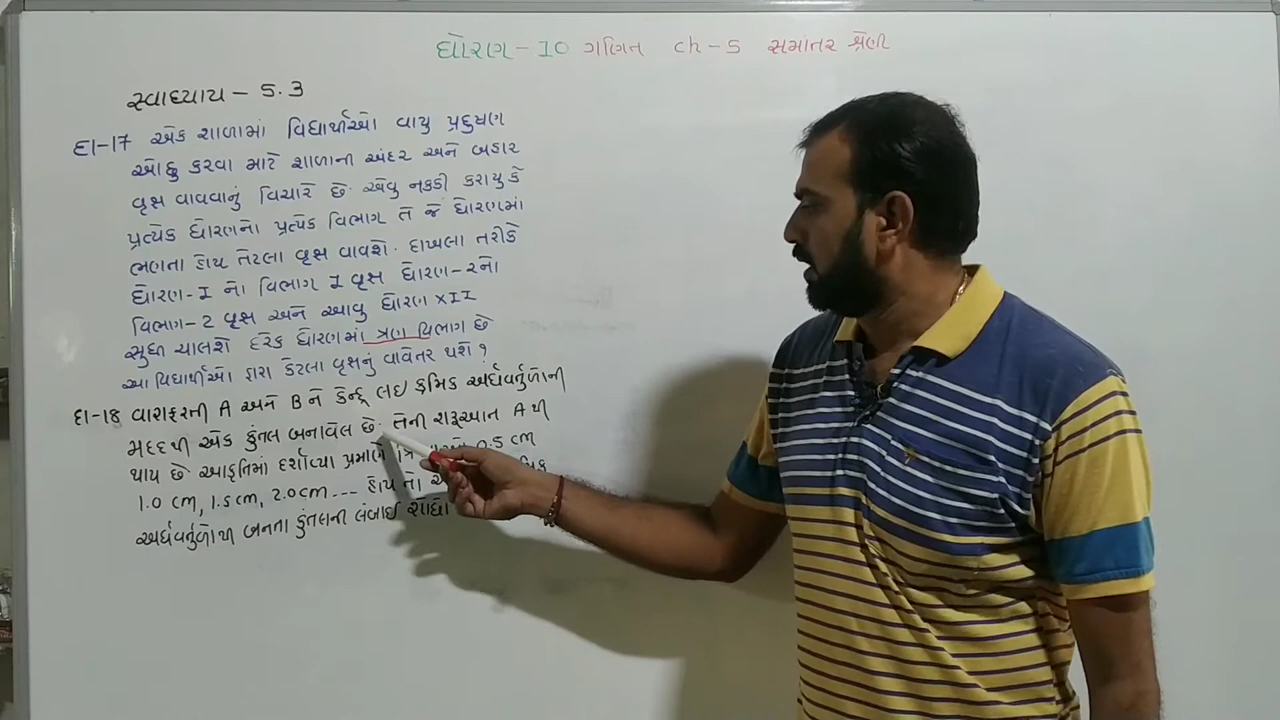 ધોરણ-10 ગણિત ch-5 સમાંતર શ્રેણી
સ્વાધ્યાય - 5.3
દા-17 એક શાળામાં વિદ્યાર્થીઓ વાયુ પ્રદુષણ
ઓછુ કરવા માટે શાળાની અંદર અને બહાર
વૃક્ષ વાવવાનું વિચારે છે. એવુ નક્કી કરાયુ કે
પ્રત્યેક ધોરણનો પ્રત્યેક વિભાગ તે જે ધોરણમાં
ભણતા હોય તેટલા વૃક્ષ વાવશે. દાખલા તરીકે
ધોરણ-I નો વિભાગ 1 વૃક્ષ ધોરણ-2નો
વિભાગ-2 વૃક્ષ અને આવુ ધોરણ XII
સુધી ચાલશે દરેક ધોરણમાં ત્રણ વિભાગ છે
આ વિદ્યાર્થીઓ દ્વારા કેટલા વૃક્ષનું વાવેતર થશે ?
દા-18 વારાફરતી A અને B ને કેન્દ્ર લઇ ક્રમિક અર્ધવર્તુળોની
મદદથી એક કુંતલ બનાવેલ છે. તેની શરૂઆત A થી
થાય છે આકૃતિમાં દર્શાવ્યા પ્રમાણે 0.5 cm
1.0 cm, 1.5 cm, 2.0 cm --- હોય તો
અર્ધવર્તુળોથી બનતા કુંતલની લંબાઇ શોધો